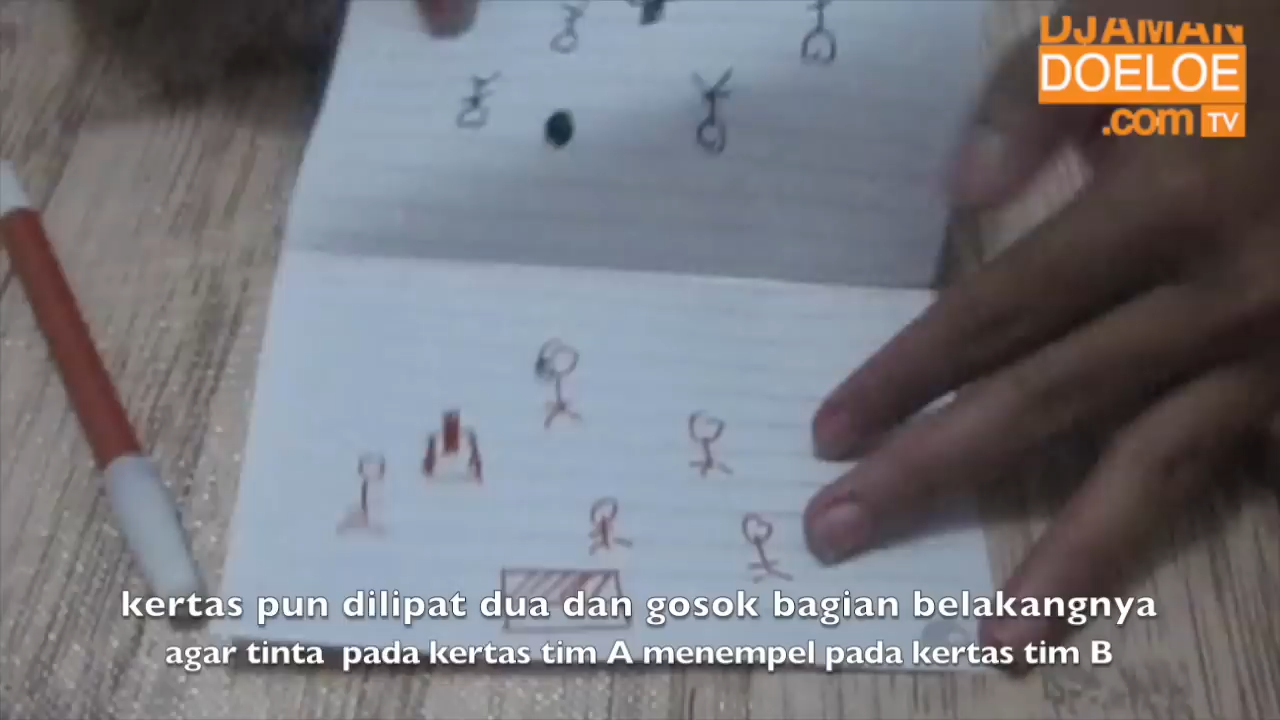 DJAMAN
DOELOE
.com TV
kertas pun dilipat dua dan gosok bagian belakangnya
agar tinta pada kertas tim A menempel pada kertas tim B